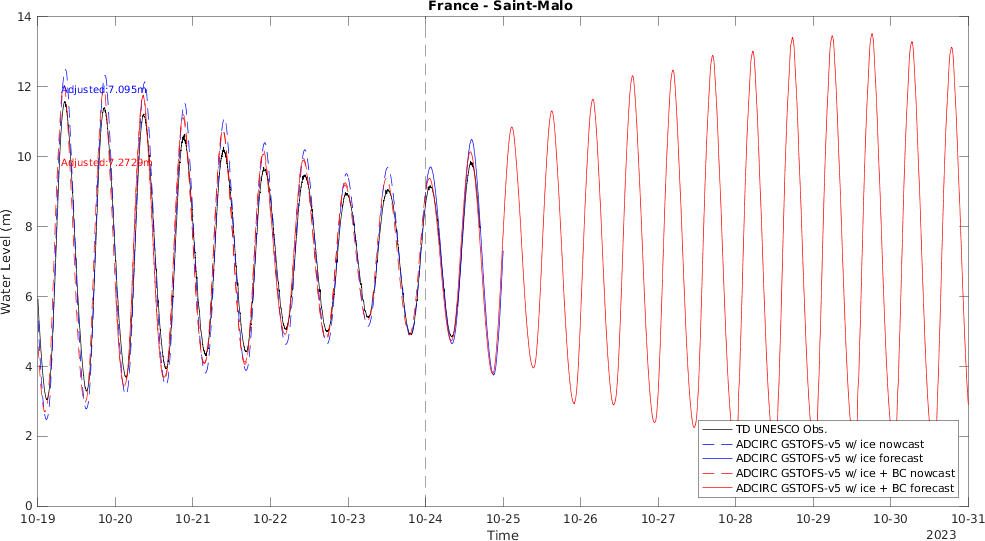 France - Saint-Malo
14
12
10
8
6
4
2
0
Water Level (m)
Adjusted:7.095m
Adjusted:7.2729m
TD UNESCO Obs.
ADCIRC GSTOFS-v5 w/ ice nowcast
ADCIRC GSTOFS-v5 w/ ice forecast
ADCIRC GSTOFS-v5 w/ ice + BC nowcast
ADCIRC GSTOFS-v5 w/ ice + BC forecast
10-19 10-20 10-21 10-22 10-23 10-24 10-25 10-26 10-27 10-28 10-29 10-30 10-31
Time
2023